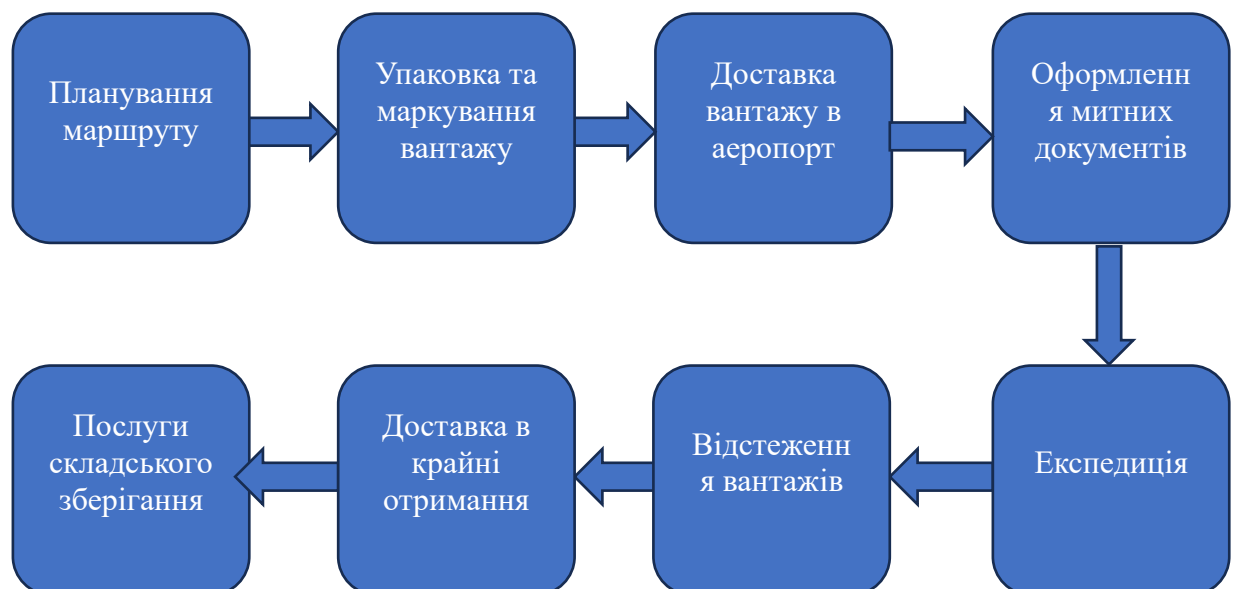 Планування
маршруту
Упаковка та
маркування
вантажу
Доставка
вантажу в
аеропорт
Оформленн
я митних
документів
Послуги
складського
зберігання
Доставка в
крайні
отримання
Відстеженн
я вантажів
Експедиція